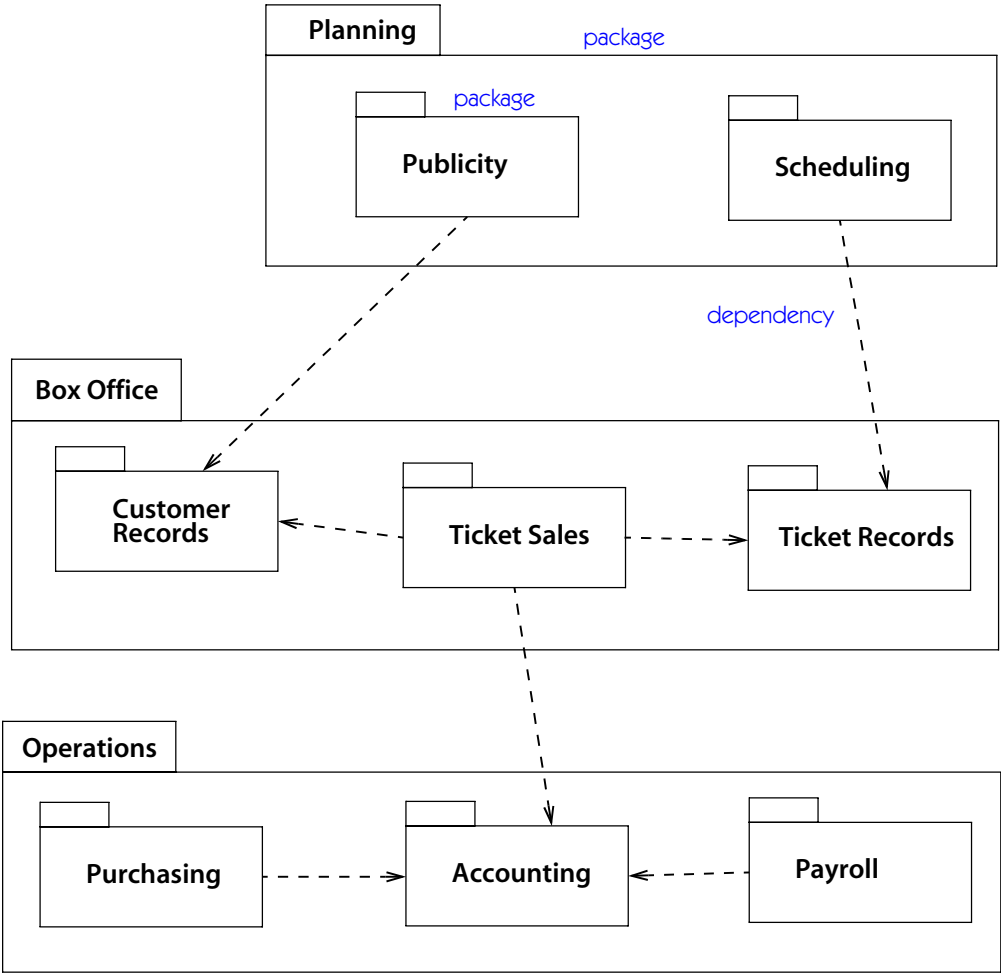 Planning
package
package
Publicity
Scheduling
dependency
Box Office
Customer
Records
Ticket Sales
Ticket Records
Operations
Purchasing
Accounting
Payroll